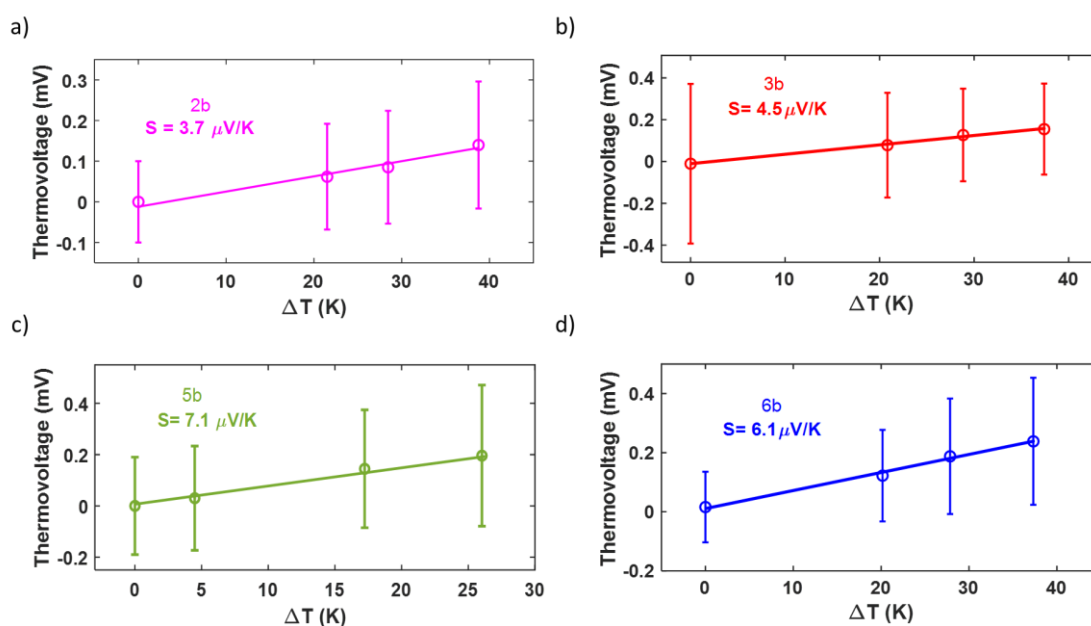 a)
0.3
0.2
0.1
0
-0.1
Thermovoltage (mV)
2b
S = 3.7 μV/K
0 10 20 30 40
ΔT (K)
b)
0.4
0.2
0
-0.2
-0.4
Thermovoltage (mV)
3b
S= 4.5 μV/K
0 10 20 30 40
ΔT (K)
c)
0.4
0.2
0
-0.2
Thermovoltage (mV)
5b
S= 7.1 μV/K
0 5 10 15 20 25 30
ΔT (K)
d)
0.4
0.2
0
-0.2
Thermovoltage (mV)
6b
S= 6.1 μV/K
0 10 20 30 40
ΔT (K)